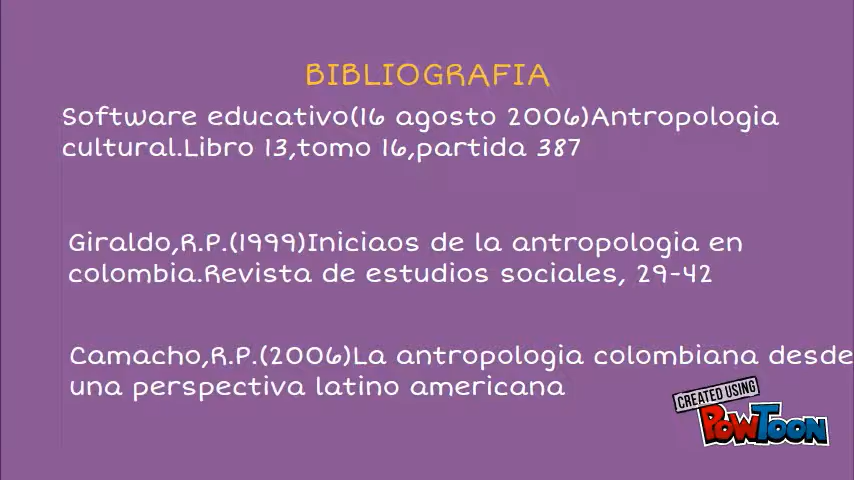 BIBLIOGRAFIA
Software educativo(16 agosto 2006)Antropologia
cultural.Libro 13,tomo 16,partida 387
Giraldo,R.P.(1999)Iniciaos de la antropologia en
colombia.Revista de estudios sociales, 29-42
Camacho,R.P.(2006)La antropologia colombiana desde
una perspectiva latino americana
CREATED USING
POWTOON